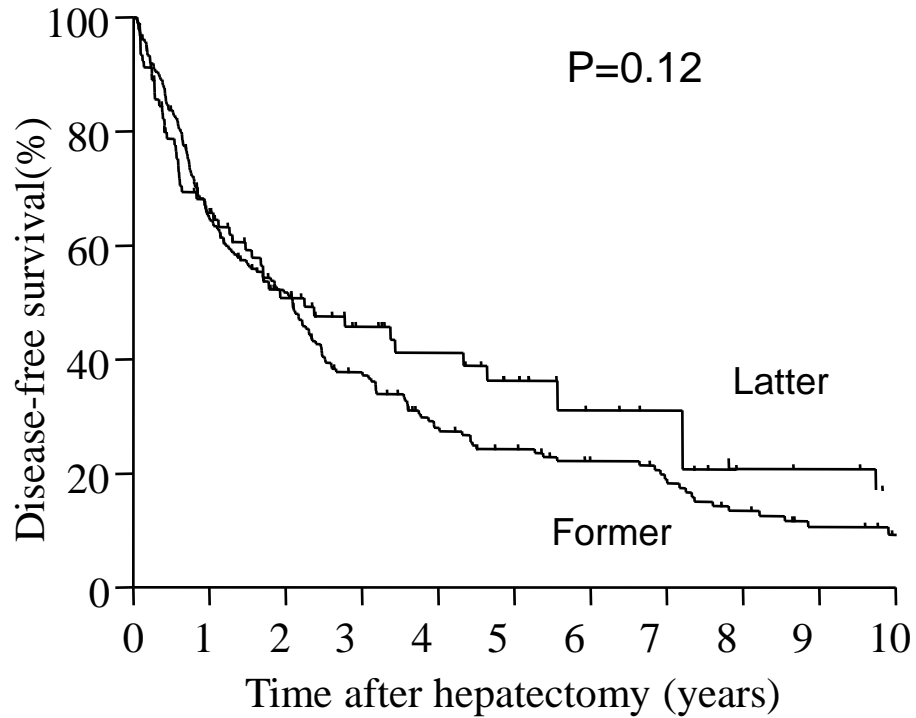 100
P=0.12
80
60
40
Latter
20
Former
0
0 1 2 3 4 5 6 7 8 9 10
Time after hepatectomy (years)
Disease-free survival(%)